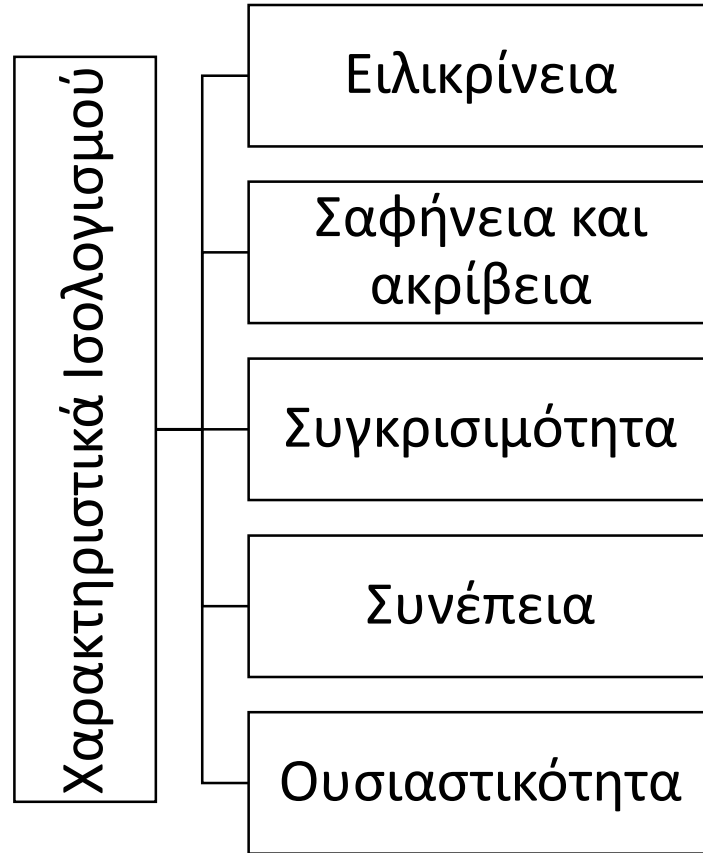 Χαρακτηριστικά Ισολογισμού
Ειλικρίνεια
Σαφήνεια και
ακρίβεια
Συγκρισιμότητα
Συνέπεια
Ουσιαστικότητα